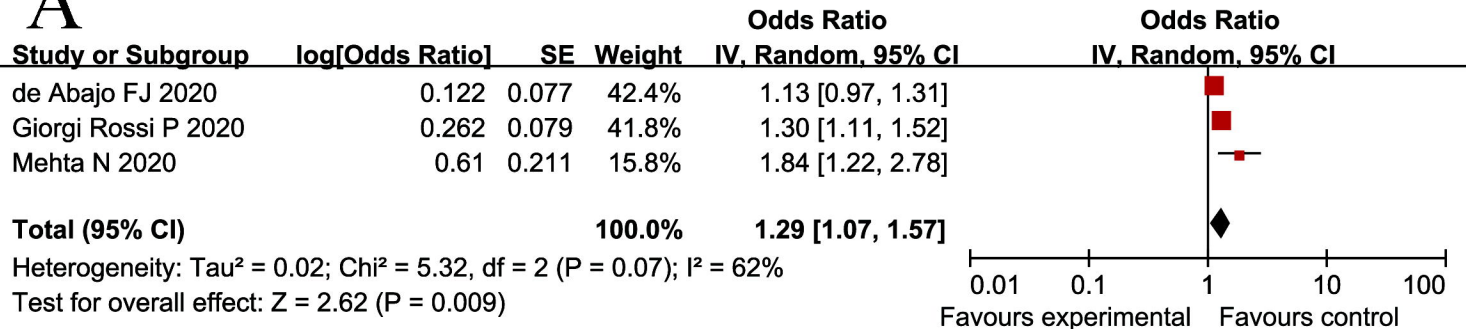 A
Odds Ratio Odds Ratio
Study or Subgroup log[Odds Ratio] SE Weight IV, Random, 95% CI IV, Random, 95% CI
de Abajo FJ 2020 0.122 0.077 42.4% 1.13 [0.97, 1.31]
Giorgi Rossi P 2020 0.262 0.079 41.8% 1.30 [1.11, 1.52]
Mehta N 2020 0.61 0.211 15.8% 1.84 [1.22, 2.78]
Total (95% CI) 100.0% 1.29 [1.07, 1.57]
Heterogeneity: Tau² = 0.02; Chi² = 5.32, df = 2 (P = 0.07); I² = 62%
Test for overall effect: Z = 2.62 (P = 0.009)
0.01 0.1 1 10 100
Favours experimental Favours control